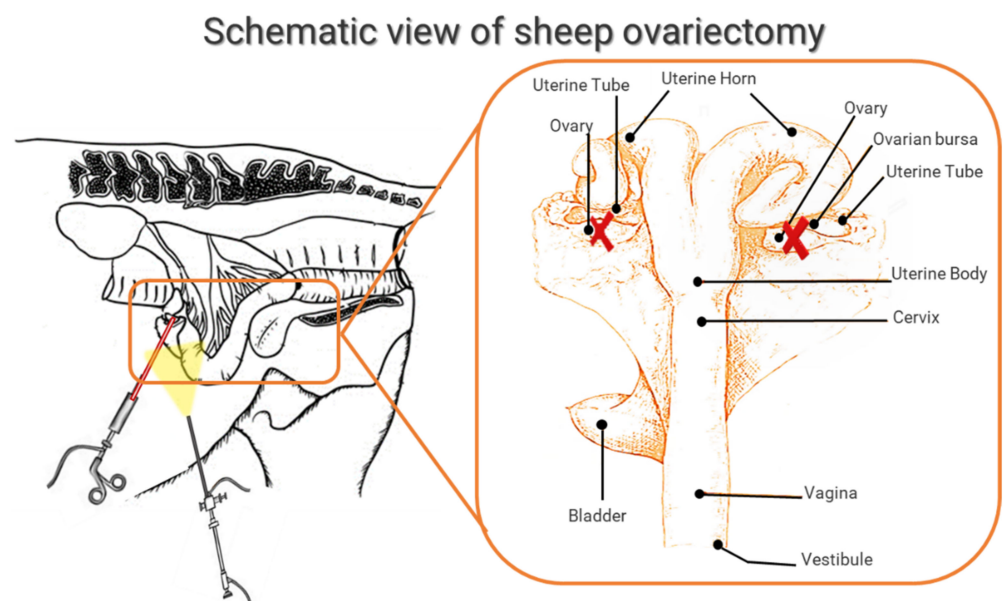 Schematic view of sheep ovariectomy
Uterine Tube
Uterine Horn
Ovary
Ovary
Ovarian bursa
Uterine Tube
Uterine Body
Cervix
Bladder
Vagina
Vestibule